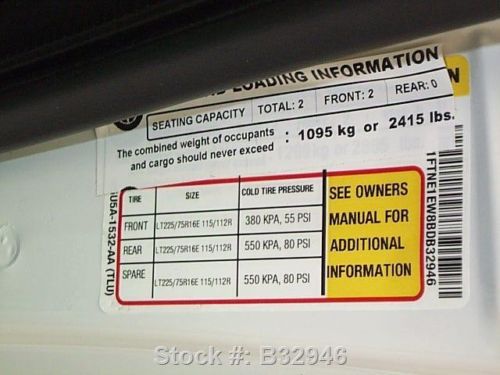 LOADING INFORMATION
SEATING CAPACITY TOTAL: 2 FRONT: 2 REAR: 0
The combined weight of occupants
and cargo should never exceed : 1095 kg or 2415 lbs.
TIRE SIZE COLD TIRE PRESSURE
FRONT LT225/75R16E 115/112R 380 KPA, 55 PSI
REAR LT225/75R16E 115/112R 550 KPA, 80 PSI
SPARE LT225/75R16E 115/112R 550 KPA, 80 PSI
SEE OWNERS
MANUAL FOR
ADDITIONAL
INFORMATION
1FTNE1EW8BDB32946
IU5A-1532-AA (TLU)
Stock #: B32946